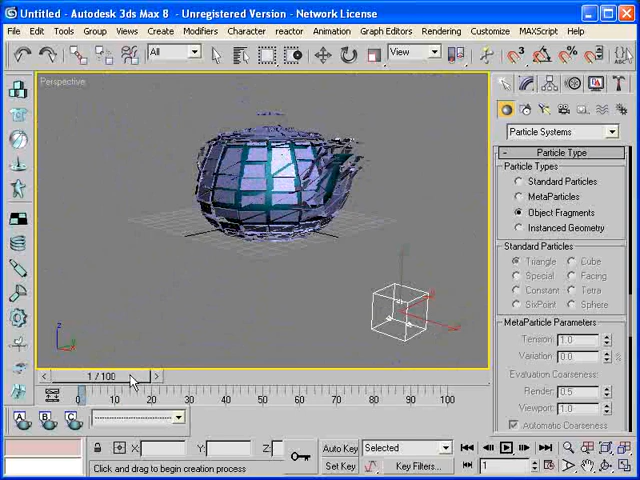 Untitled - Autodesk 3ds Max 8 - Unregistered Version - Network License
File Edit Tools Group Views Create Modifiers Character reactor Animation Graph Editors Rendering Customize MAXScript Help
All View
Perspective
Particle Systems
- Particle Type
Particle Types
Standard Particles
MetaParticles
Object Fragments
Instanced Geometry
Standard Particles
Triangle Cube
Special Facing
Constant Tetra
SixPoint Sphere
MetaParticle Parameters
Tension: 1.0
Variation: 0.0 %
Evaluation Coarseness:
Render: 0.5
Viewport: 1.0
Automatic Coarseness
< 1 / 100 >
0 10 20 30 40 50 60 70 80 90 100
A B C
X: Y: Z:
Auto Key Selected
Click and drag to begin creation process
Set Key Key Filters... 1